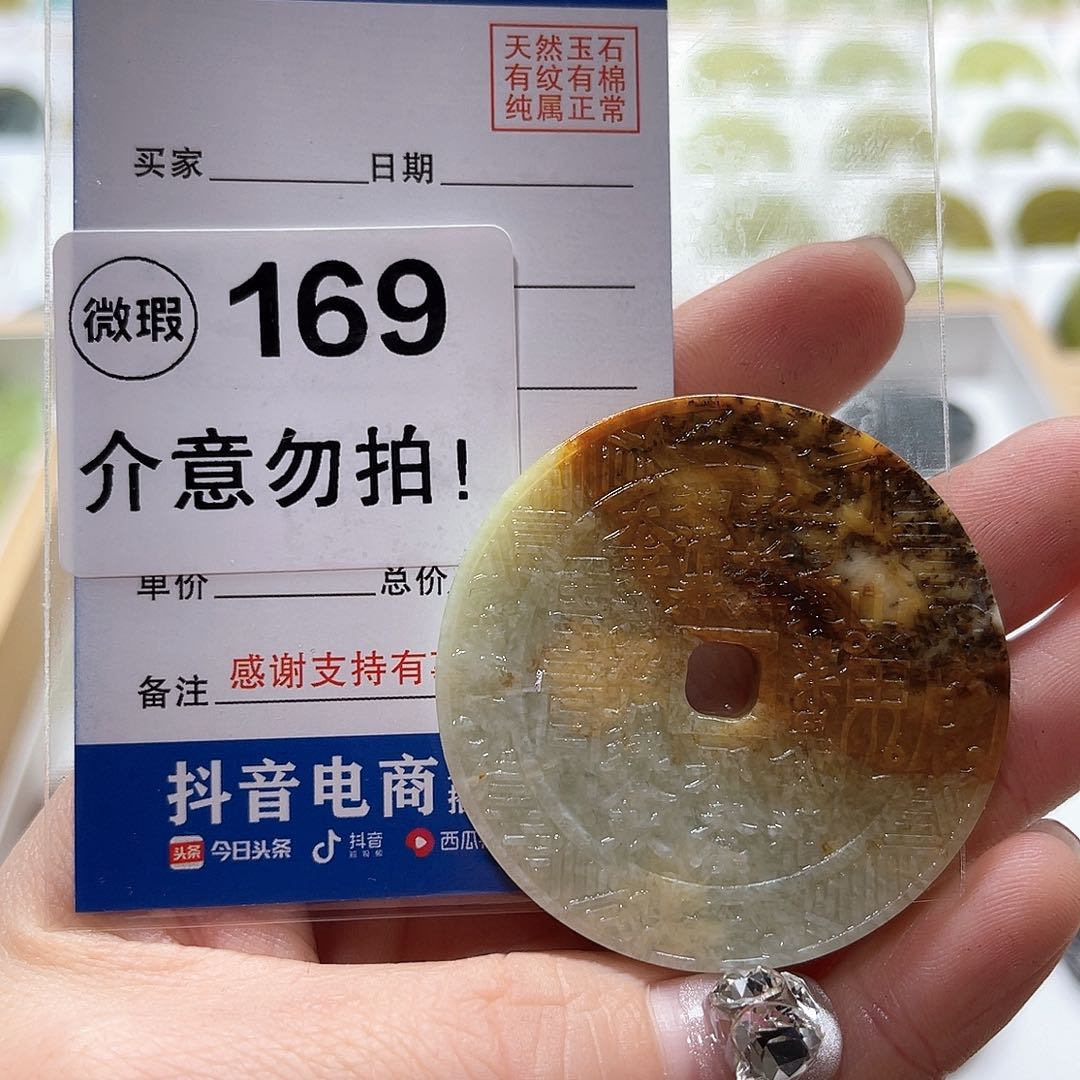 天然玉石
有纹有棉
纯属正常
买家 日期
微瑕 169
介意勿拍!
单价 总价
备注 感谢支持有
抖音电商
头条 今日头条 抖音 西瓜